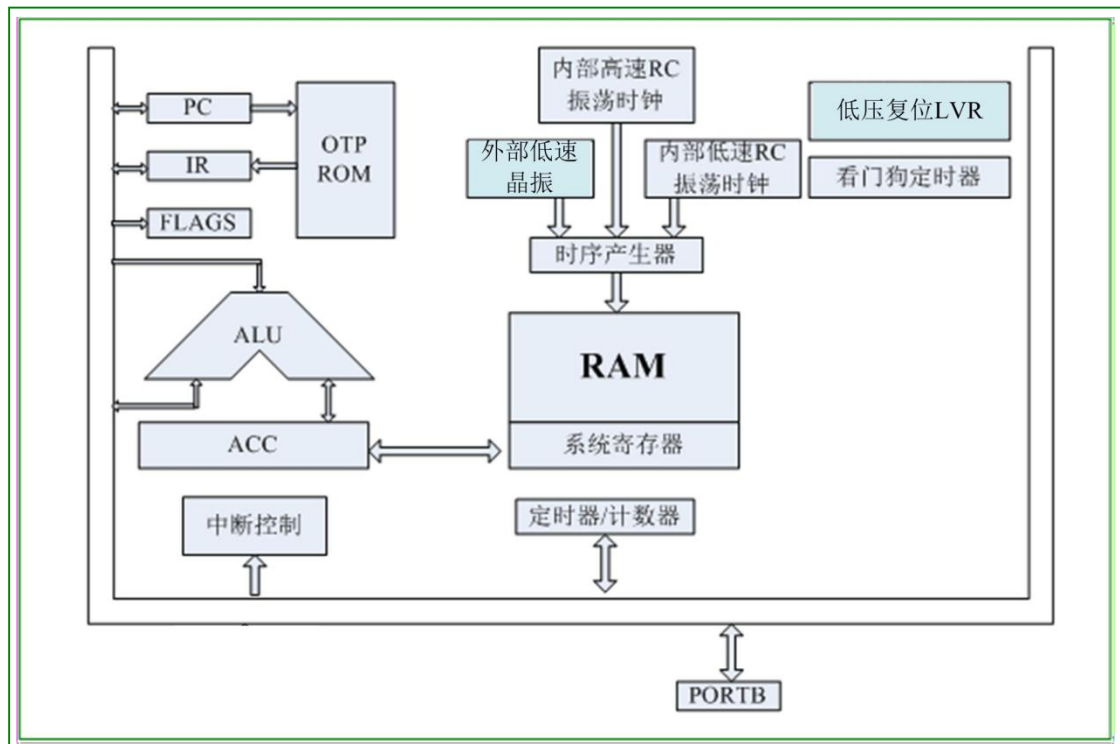 内部高速RC
振荡时钟
PC
OTP
ROM
低压复位LVR
外部低速
晶振
内部低速RC
振荡时钟
IR
看门狗定时器
FLAGS
时序产生器
ALU
RAM
ACC
系统寄存器
中断控制
定时器/计数器
PORTB